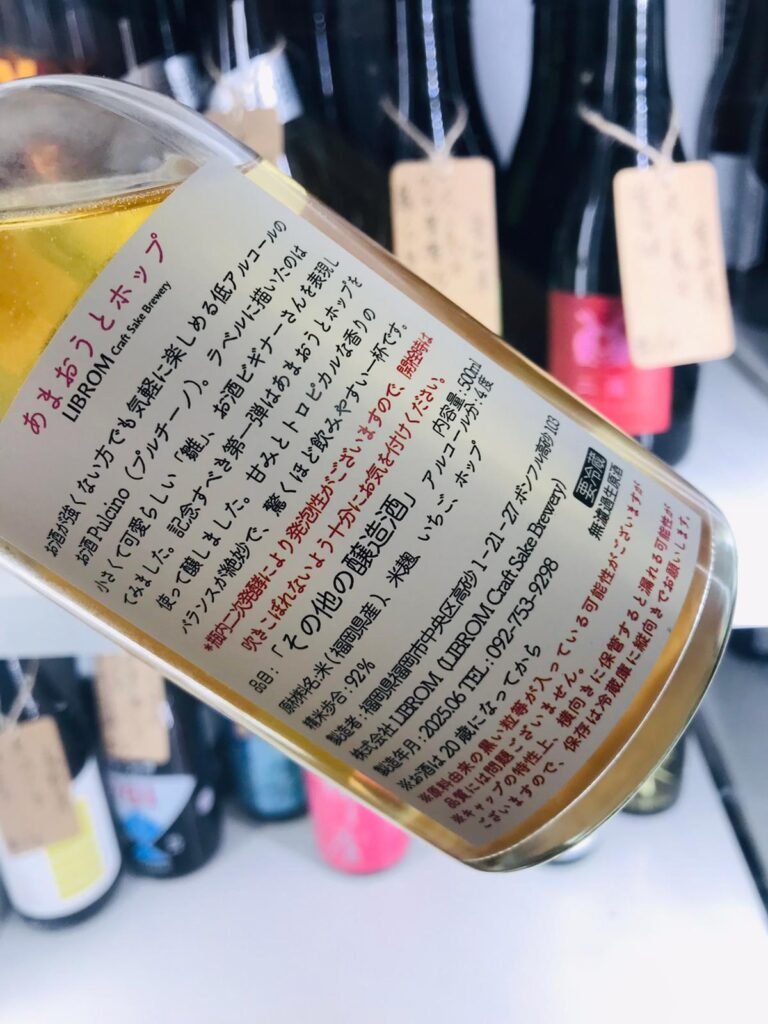 あまおうとホップ
LIBROM Craft Sake Brewery
お酒が強くない方でも気軽に楽しめる低アルコールの
お酒 Pulcino（プルチーノ）。ラベルに描いたのは
小さくて可愛らしい「雛」、お酒ビギナーさんを表現し
てみました。記念すべき第一弾はあまおうとホップを
使って醸しました。甘みとトロピカルな香りの
バランスが絶妙で、驚くほど飲みやすい一杯です。
*瓶内二次発酵により発泡性がございますので、開栓時は
吹きこぼれないよう十分にお気を付けください。
内容量：500ml
品目：「その他の醸造酒」 アルコール分：4度
原材料名：米（福岡県産）、米麹、いちご、ホップ
精米歩合：92%
製造者：福岡県福岡市中央区高砂1-21-27 ボンフル高砂103
株式会社 LIBROM（LIBROM Craft Sake Brewery）
製造年月：2025.06 TEL：092-753-9298
要冷蔵
無濾過生原酒
※お酒は20歳になってから
※原料由来の黒い粒等が入っている可能性がございますが
品質には問題ございません。
※キャップの特性上、横向きに保管すると漏れる可能性が
ございますので、保存は冷蔵庫に縦向きでお願いします。